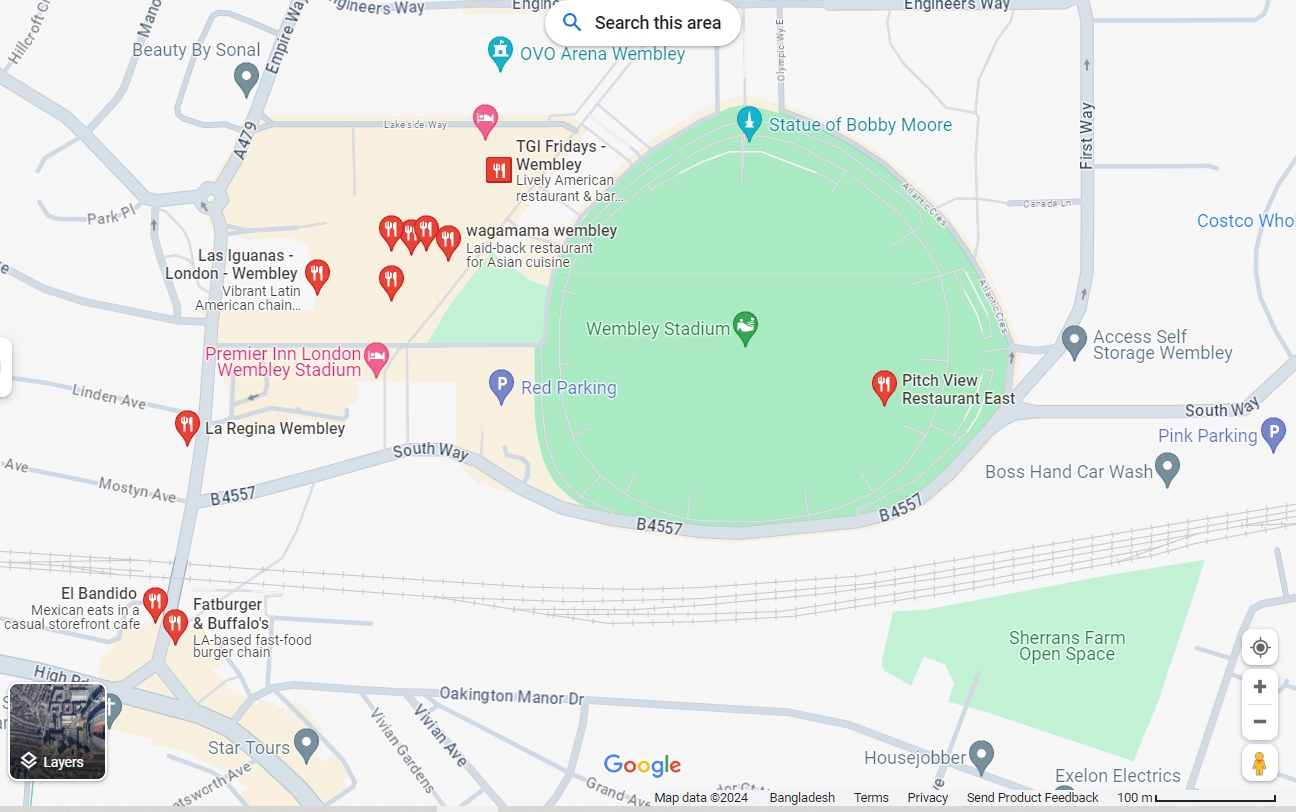 Engineers Way
Engineers Way
Search this area
Hillcroft C
Mano
Empire Way
Beauty By Sonal
OVO Arena Wembley
Olympic Wy E
A479
Lakeside Way
Statue of Bobby Moore
First Way
TGI Fridays -
Wembley
Lively American
restaurant & bar...
Park Pl
Atlantic Cres
Canada Ln
Costco Who
wagamama wembley
Laid-back restaurant
for Asian cuisine
Las Iguanas -
London - Wembley
Vibrant Latin
American chain...
Atlantic Cres
Wembley Stadium
Access Self
Storage Wembley
Premier Inn London
Wembley Stadium
Red Parking
Pitch View
Restaurant East
Linden Ave
La Regina Wembley
South Way
Pink Parking
South Way
Ave
Mostyn Ave
B4557
Boss Hand Car Wash
B4557
B4557
El Bandido
Mexican eats in a
casual storefront cafe
Fatburger
& Buffalo's
LA-based fast-food
burger chain
Sherrans Farm
Open Space
High Rd
Oakington Manor Dr
Vivian Gardens
Vivian Ave
Star Tours
Layers
Google
Housejobber
Exelon Electrics
etsworth Ave
Grand Ave
Map data ©2024
Bangladesh
Terms
Privacy
Send Product Feedback
100 m